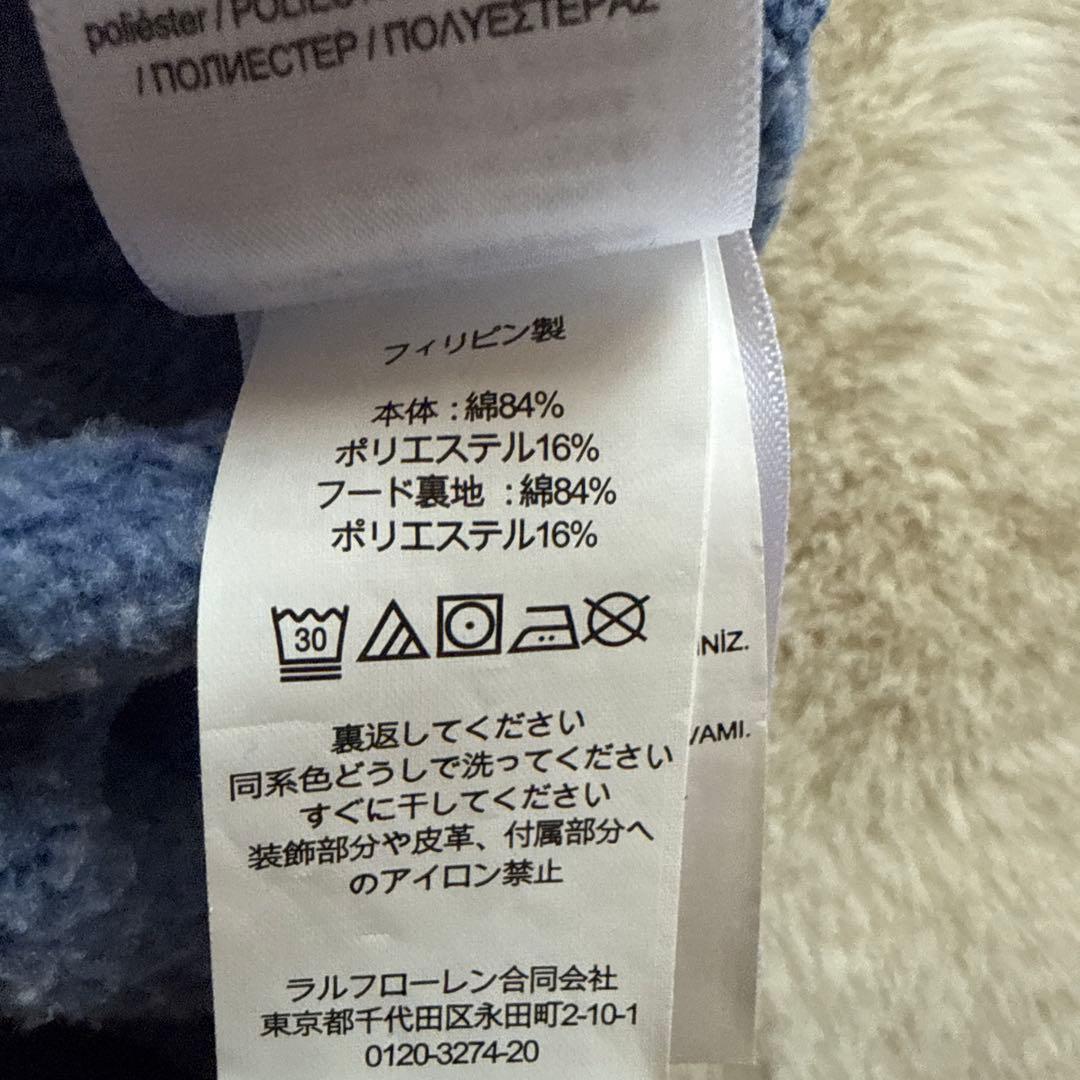 poliéster /
/ ПОЛИЕСТЕР / ΠΟΛΥΕΣΤΕΡΑΣ
フィリピン製
本体 : 綿84%
ポリエステル16%
フード裏地 : 綿84%
ポリエステル16%
30
裏返してください
同系色どうしで洗ってください
すぐに干してください
装飾部分や皮革、付属部分へ
のアイロン禁止
ラルフローレン合同会社
東京都千代田区永田町2-10-1
0120-3274-20
NİZ.
VAMI.